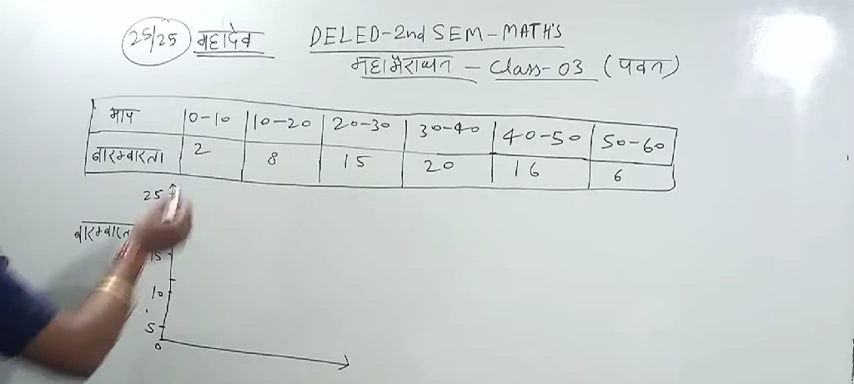 25/25 महादेव DELED-2nd SEM-MATH'S
महामैराथन - Class-03 (पवन)
माप 0-10 10-20 20-30 30-40 40-50 50-60
बारम्बारता 2 8 15 20 16 6
25
बारम्बारता
15
10
5
0